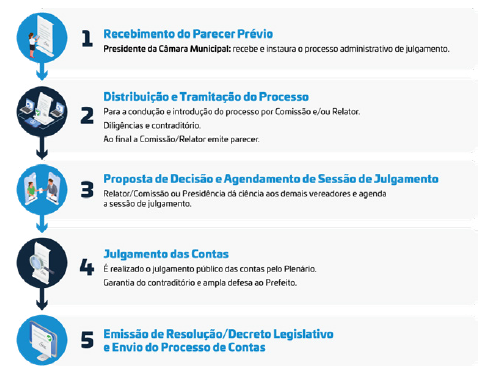 1
Recebimento do Parecer Prévio
Presidente da Câmara Municipal: recebe e instaura o processo administrativo de julgamento.
2
Distribuição e Tramitação do Processo
Para a condução e introdução do processo por Comissão e/ou Relator.
Diligências e contraditório.
Ao final a Comissão/Relator emite parecer.
3
Proposta de Decisão e Agendamento de Sessão de Julgamento
Relator/Comissão ou Presidência dá ciência aos demais vereadores e agenda
a sessão de julgamento.
4
Julgamento das Contas
É realizado o julgamento público das contas pelo Plenário.
Garantia do contraditório e ampla defesa ao Prefeito.
5
Emissão de Resolução/Decreto Legislativo
e Envio do Processo de Contas